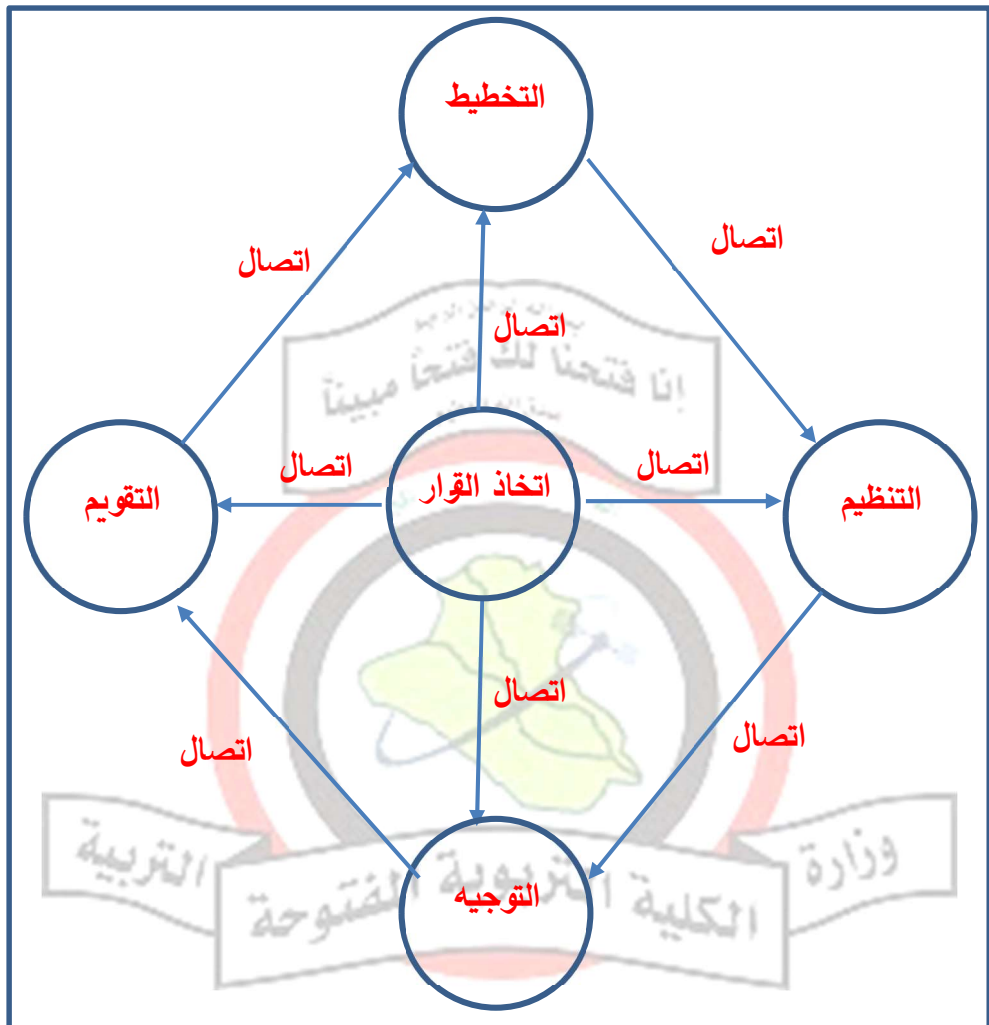 التخطيط
اتصال
اتصال
اتصال
إنا فتحنا لك فتحا مبينا
اتصال
اتصال
التنظيم
اتخاذ القرار
التقويم
اتصال
اتصال
اتصال
وزارة
التربية
الكلية التربوية المفتوحة
التوجيه